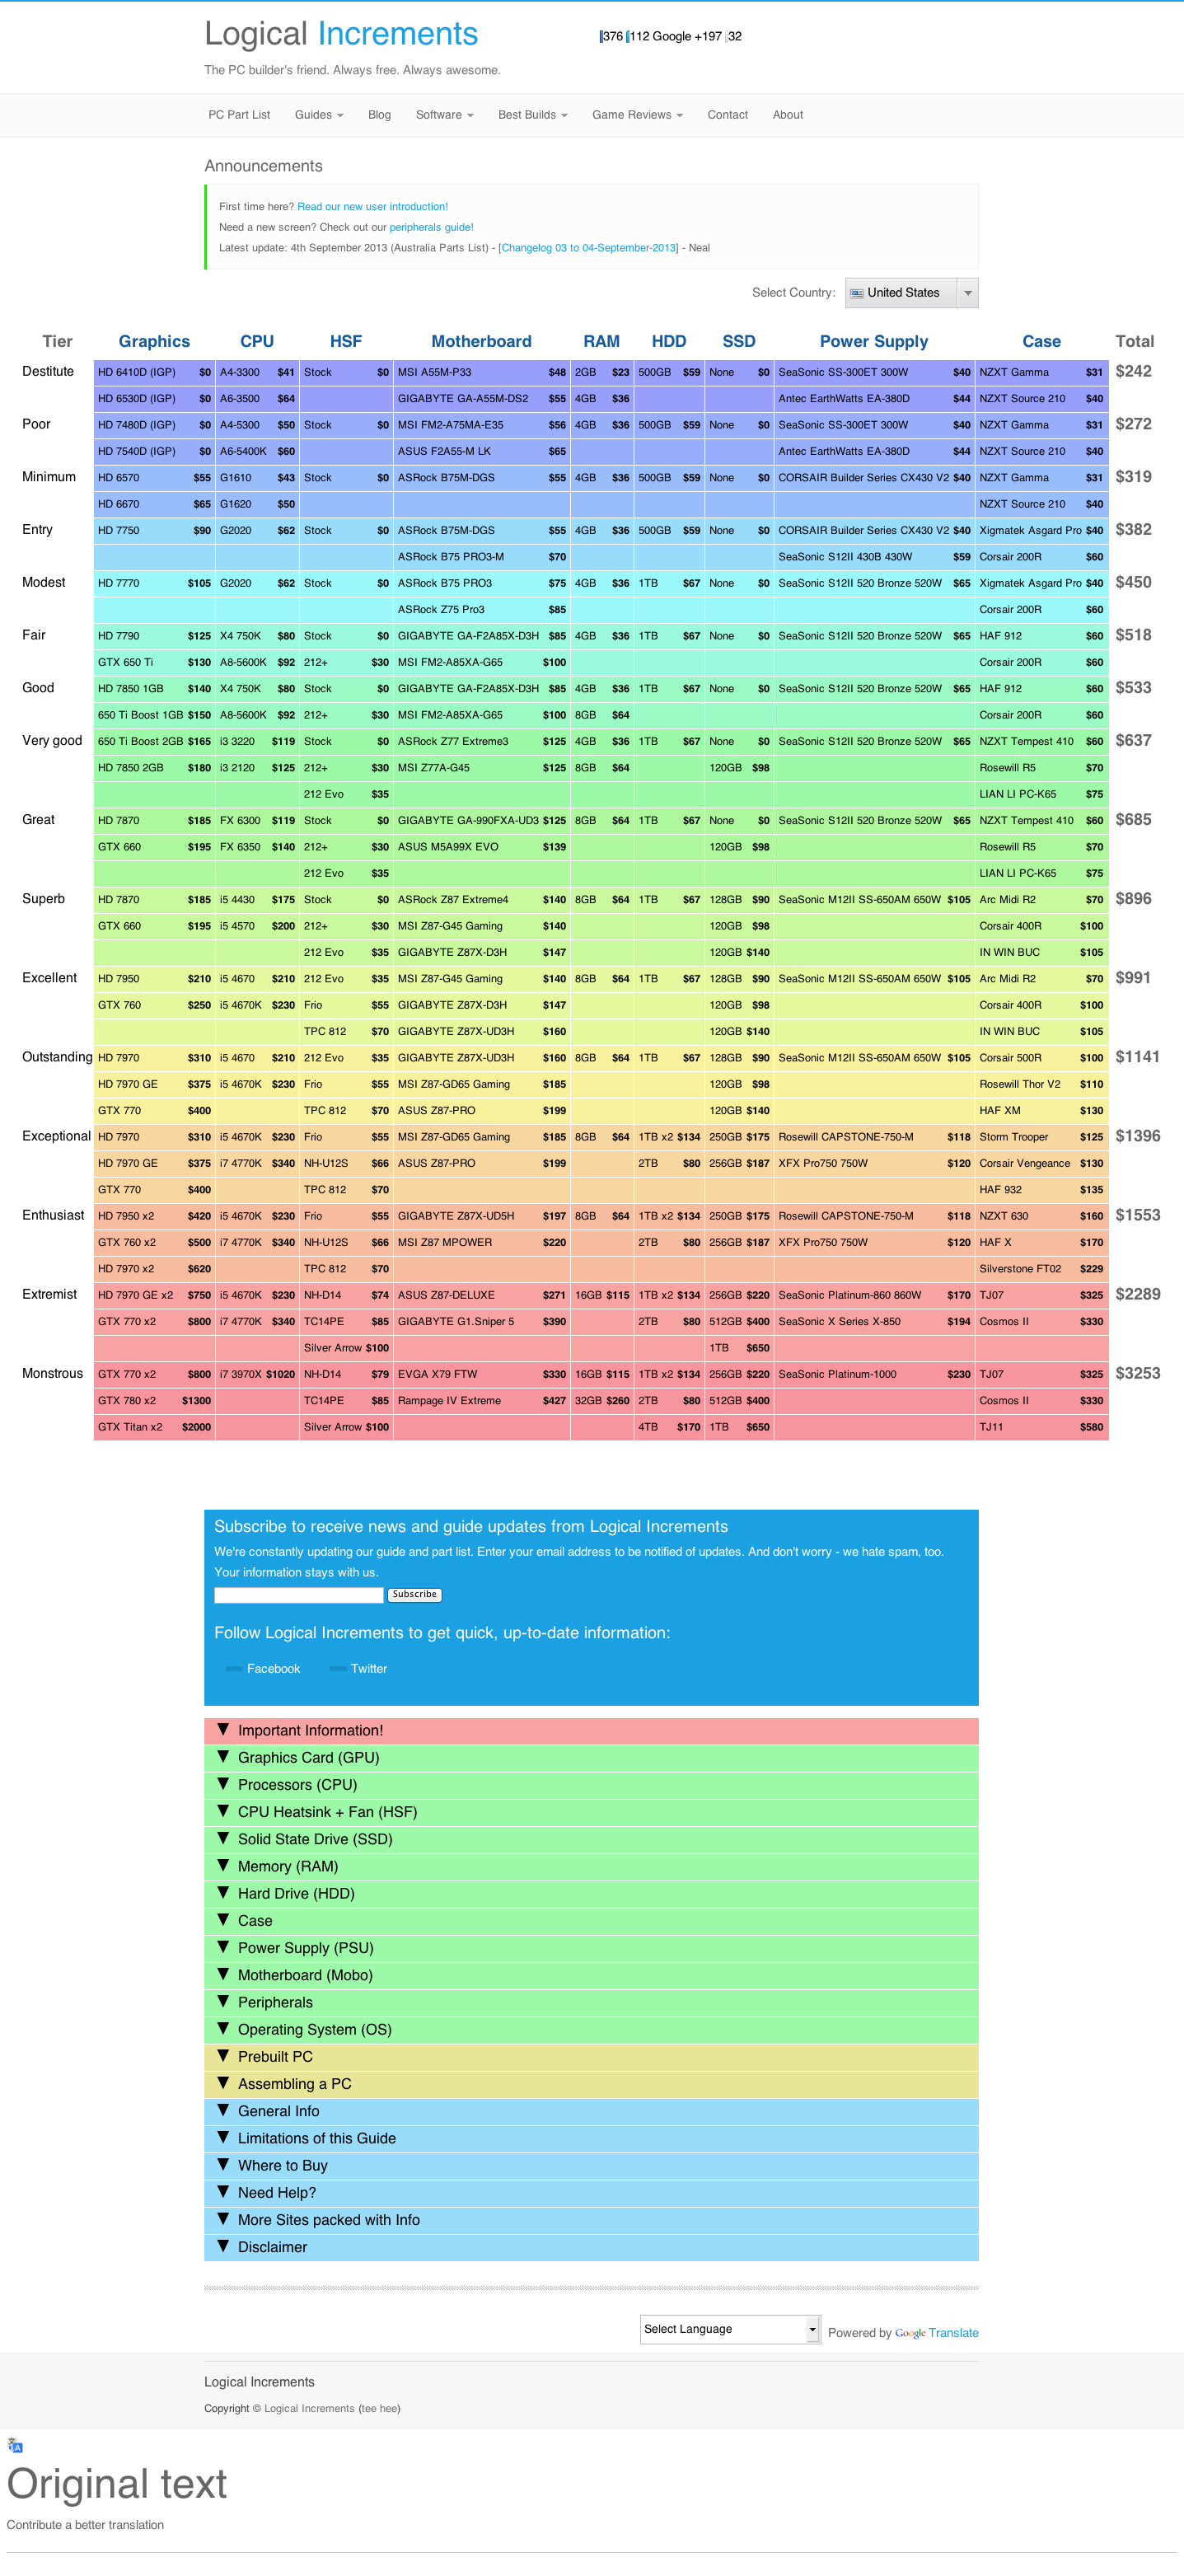 Logical Increments
376 112 Google +197 32
The PC builder's friend. Always free. Always awesome.
PC Part List Guides Blog Software Best Builds Game Reviews Contact About
Announcements
First time here? Read our new user introduction!
Need a new screen? Check out our peripherals guide!
Latest update: 4th September 2013 (Australia Parts List) - [Changelog 03 to 04-September-2013] - Neal
Select Country: United States
Tier Graphics CPU HSF Motherboard RAM HDD SSD Power Supply Case Total
Destitute HD 6410D (IGP) $0 A4-3300 $41 Stock $0 MSI A55M-P33 $48 2GB $23 500GB $59 None $0 SeaSonic SS-300ET 300W $40 NZXT Gamma $31 $242
HD 6530D (IGP) $0 A6-3500 $64 GIGABYTE GA-A55M-DS2 $55 4GB $36 Antec EarthWatts EA-380D $44 NZXT Source 210 $40
Poor HD 7480D (IGP) $0 A4-5300 $50 Stock $0 MSI FM2-A75MA-E35 $56 4GB $36 500GB $59 None $0 SeaSonic SS-300ET 300W $40 NZXT Gamma $31 $272
HD 7540D (IGP) $0 A6-5400K $60 ASUS F2A55-M LK $65 Antec EarthWatts EA-380D $44 NZXT Source 210 $40
Minimum HD 6570 $55 G1610 $43 Stock $0 ASRock B75M-DGS $55 4GB $36 500GB $59 None $0 CORSAIR Builder Series CX430 V2 $40 NZXT Gamma $31 $319
HD 6670 $65 G1620 $50 NZXT Source 210 $40
Entry HD 7750 $90 G2020 $62 Stock $0 ASRock B75M-DGS $55 4GB $36 500GB $59 None $0 CORSAIR Builder Series CX430 V2 $40 Xigmatek Asgard Pro $40 $382
ASRock B75 PRO3-M $70 SeaSonic S12II 430B 430W $59 Corsair 200R $60
Modest HD 7770 $105 G2020 $62 Stock $0 ASRock B75 PRO3 $75 4GB $36 1TB $67 None $0 SeaSonic S12II 520 Bronze 520W $65 Xigmatek Asgard Pro $40 $450
ASRock Z75 Pro3 $85 Corsair 200R $60
Fair HD 7790 $125 X4 750K $80 Stock $0 GIGABYTE GA-F2A85X-D3H $85 4GB $36 1TB $67 None $0 SeaSonic S12II 520 Bronze 520W $65 HAF 912 $60 $518
GTX 650 Ti $130 A8-5600K $92 212+ $30 MSI FM2-A85XA-G65 $100 Corsair 200R $60
Good HD 7850 1GB $140 X4 750K $80 Stock $0 GIGABYTE GA-F2A85X-D3H $85 4GB $36 1TB $67 None $0 SeaSonic S12II 520 Bronze 520W $65 HAF 912 $60 $533
650 Ti Boost 1GB $150 A8-5600K $92 212+ $30 MSI FM2-A85XA-G65 $100 8GB $64 Corsair 200R $60
Very good 650 Ti Boost 2GB $165 i3 3220 $119 Stock $0 ASRock Z77 Extreme3 $125 4GB $36 1TB $67 None $0 SeaSonic S12II 520 Bronze 520W $65 NZXT Tempest 410 $60 $637
HD 7850 2GB $180 i3 2120 $125 212+ $30 MSI Z77A-G45 $125 8GB $64 120GB $98 Rosewill R5 $70
212 Evo $35 LIAN LI PC-K65 $75
Great HD 7870 $185 FX 6300 $119 Stock $0 GIGABYTE GA-990FXA-UD3 $125 8GB $64 1TB $67 None $0 SeaSonic S12II 520 Bronze 520W $65 NZXT Tempest 410 $60 $685
GTX 660 $195 FX 6350 $140 212+ $30 ASUS M5A99X EVO $139 120GB $98 Rosewill R5 $70
212 Evo $35 LIAN LI PC-K65 $75
Superb HD 7870 $185 i5 4430 $175 Stock $0 ASRock Z87 Extreme4 $140 8GB $64 1TB $67 128GB $90 SeaSonic M12II SS-650AM 650W $105 Arc Midi R2 $70 $896
GTX 660 $195 i5 4570 $200 212+ $30 MSI Z87-G45 Gaming $140 120GB $98 Corsair 400R $100
212 Evo $35 GIGABYTE Z87X-D3H $147 120GB $140 IN WIN BUC $105
Excellent HD 7950 $210 i5 4670 $210 212 Evo $35 MSI Z87-G45 Gaming $140 8GB $64 1TB $67 128GB $90 SeaSonic M12II SS-650AM 650W $105 Arc Midi R2 $70 $991
GTX 760 $250 i5 4670K $230 Frio $55 GIGABYTE Z87X-D3H $147 120GB $98 Corsair 400R $100
TPC 812 $70 GIGABYTE Z87X-UD3H $160 120GB $140 IN WIN BUC $105
Outstanding HD 7970 $310 i5 4670 $210 212 Evo $35 GIGABYTE Z87X-UD3H $160 8GB $64 1TB $67 128GB $90 SeaSonic M12II SS-650AM 650W $105 Corsair 500R $100 $1141
HD 7970 GE $375 i5 4670K $230 Frio $55 MSI Z87-GD65 Gaming $185 120GB $98 Rosewill Thor V2 $110
GTX 770 $400 TPC 812 $70 ASUS Z87-PRO $199 120GB $140 HAF XM $130
Exceptional HD 7970 $310 i5 4670K $230 Frio $55 MSI Z87-GD65 Gaming $185 8GB $64 1TB x2 $134 250GB $175 Rosewill CAPSTONE-750-M $118 Storm Trooper $125 $1396
HD 7970 GE $375 i7 4770K $340 NH-U12S $66 ASUS Z87-PRO $199 2TB $80 256GB $187 XFX Pro750 750W $120 Corsair Vengeance $130
GTX 770 $400 TPC 812 $70 HAF 932 $135
Enthusiast HD 7950 x2 $420 i5 4670K $230 Frio $55 GIGABYTE Z87X-UD5H $197 8GB $64 1TB x2 $134 250GB $175 Rosewill CAPSTONE-750-M $118 NZXT 630 $160 $1553
GTX 760 x2 $500 i7 4770K $340 NH-U12S $66 MSI Z87 MPOWER $220 2TB $80 256GB $187 XFX Pro750 750W $120 HAF X $170
HD 7970 x2 $620 TPC 812 $70 Silverstone FT02 $229
Extremist HD 7970 GE x2 $750 i5 4670K $230 NH-D14 $74 ASUS Z87-DELUXE $271 16GB $115 1TB x2 $134 256GB $220 SeaSonic Platinum-860 860W $170 TJ07 $325 $2289
GTX 770 x2 $800 i7 4770K $340 TC14PE $85 GIGABYTE G1.Sniper 5 $390 2TB $80 512GB $400 SeaSonic X Series X-850 $194 Cosmos II $330
Silver Arrow $100 1TB $650
Monstrous GTX 770 x2 $800 i7 3970X $1020 NH-D14 $79 EVGA X79 FTW $330 16GB $115 1TB x2 $134 256GB $220 SeaSonic Platinum-1000 $230 TJ07 $325 $3253
GTX 780 x2 $1300 TC14PE $85 Rampage IV Extreme $427 32GB $260 2TB $80 512GB $400 Cosmos II $330
GTX Titan x2 $2000 Silver Arrow $100 4TB $170 1TB $650 TJ11 $580
Subscribe to receive news and guide updates from Logical Increments
We're constantly updating our guide and part list. Enter your email address to be notified of updates. And don't worry - we hate spam, too.
Your information stays with us.
Subscribe
Follow Logical Increments to get quick, up-to-date information:
Facebook Twitter
Important Information!
Graphics Card (GPU)
Processors (CPU)
CPU Heatsink + Fan (HSF)
Solid State Drive (SSD)
Memory (RAM)
Hard Drive (HDD)
Case
Power Supply (PSU)
Motherboard (Mobo)
Peripherals
Operating System (OS)
Prebuilt PC
Assembling a PC
General Info
Limitations of this Guide
Where to Buy
Need Help?
More Sites packed with Info
Disclaimer
Select Language Powered by Google Translate
Logical Increments
Copyright © Logical Increments (tee hee)
Original text
Contribute a better translation